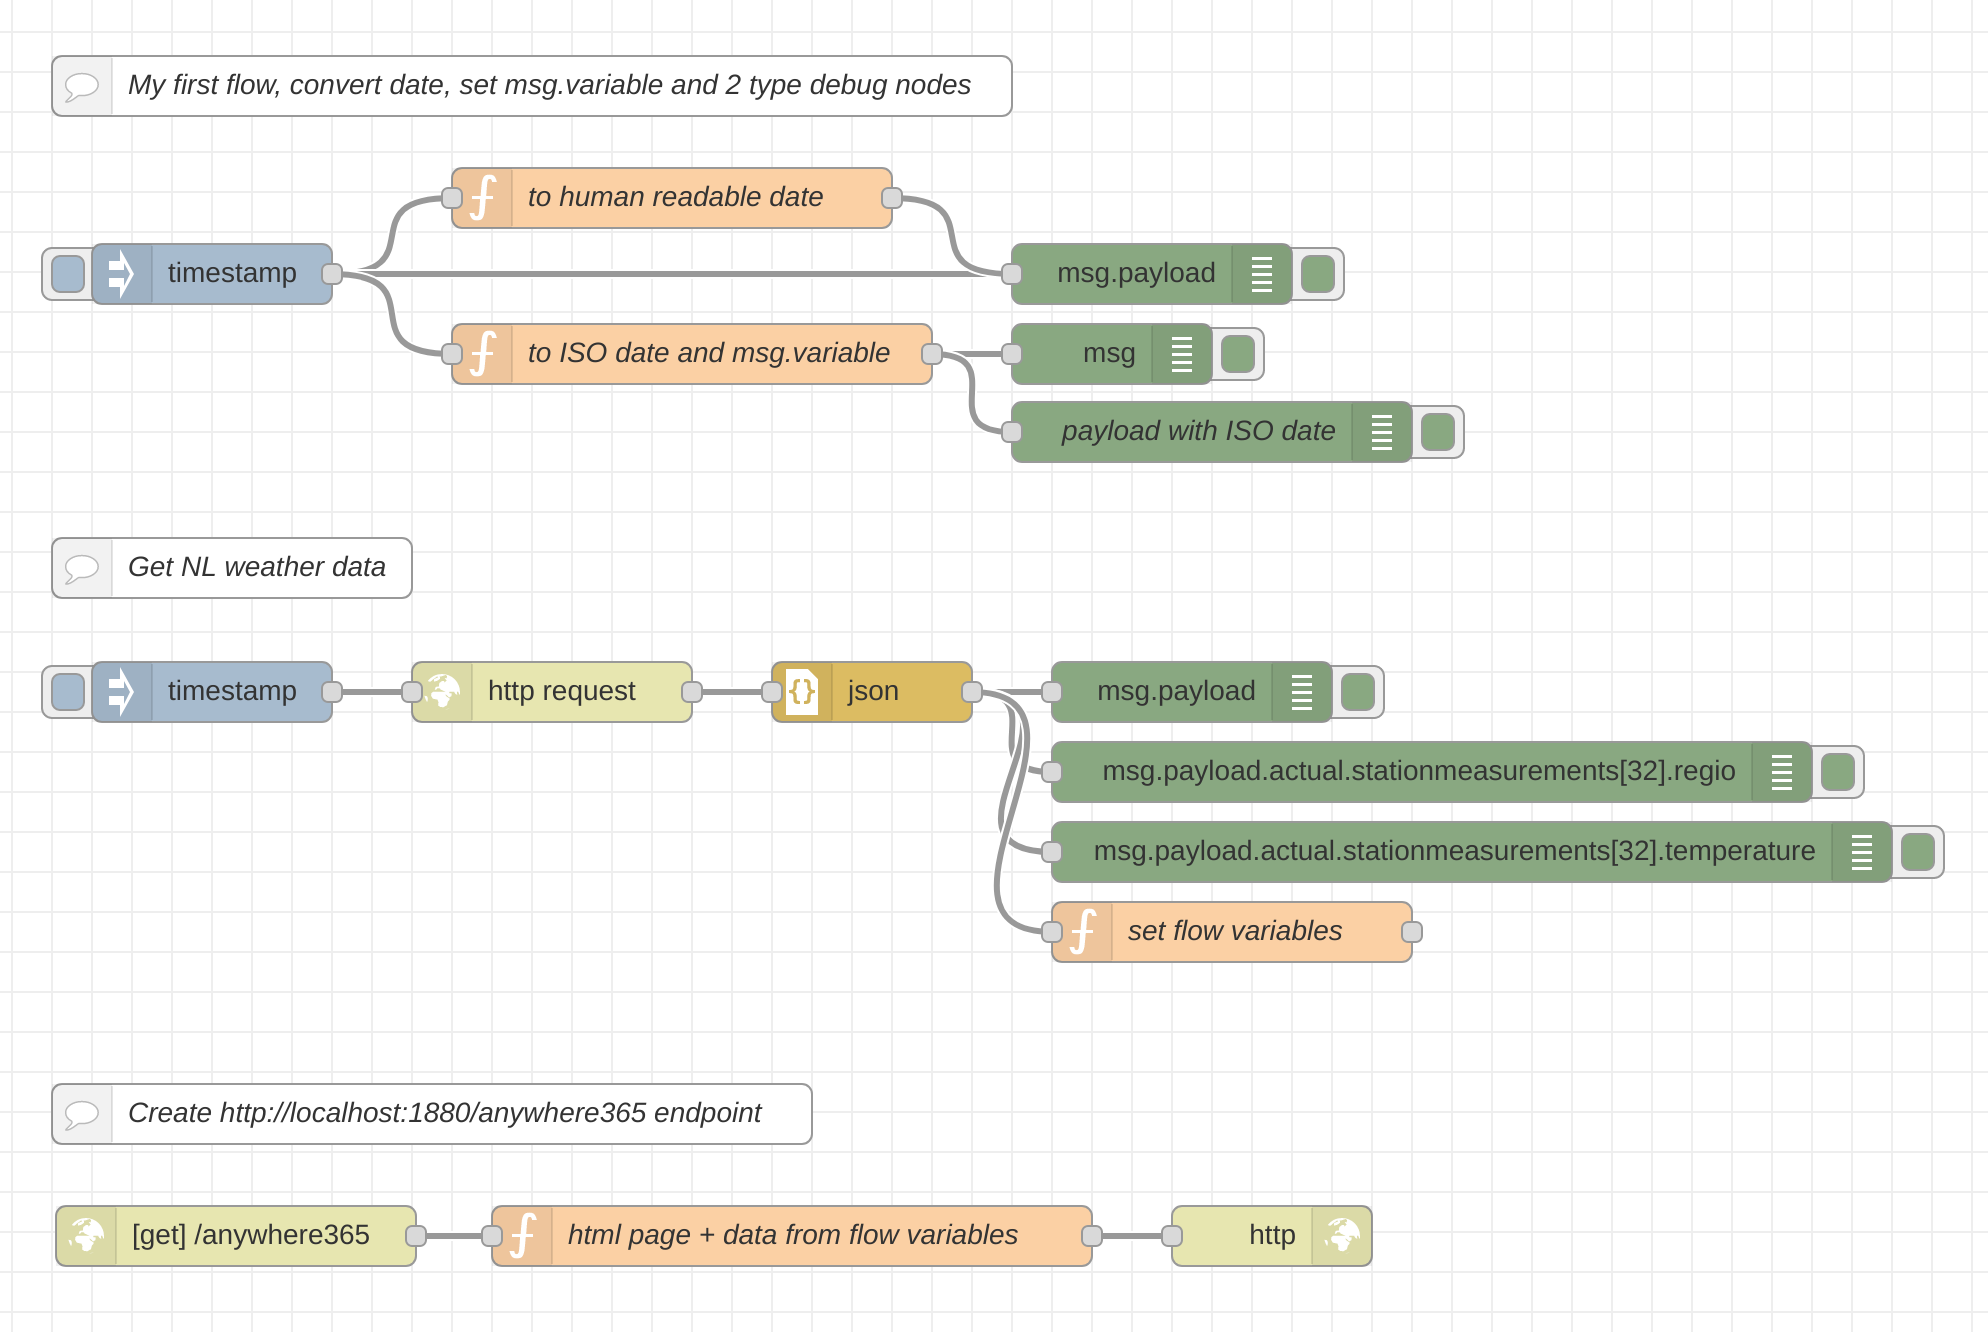 My first flow, convert date, set msg.variable and 2 type debug nodes
to human readable date
timestamp
msg.payload
to ISO date and msg.variable
msg
payload with ISO date
Get NL weather data
timestamp
http request
{}
json
msg.payload
msg.payload.actual.stationmeasurements[32].regio
msg.payload.actual.stationmeasurements[32].temperature
set flow variables
Create http://localhost:1880/anywhere365 endpoint
[get] /anywhere365
html page + data from flow variables
http